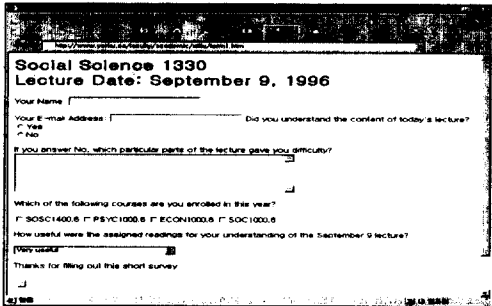 Social Science 1330
Lecture Date: September 9, 1996
Your Name
Your E-mail Address: Did you understand the content of today's lecture?
Yes
No
If you answer No, which particular parts of the lecture gave you difficulty?
Which of the following courses are you enrolled in this year?
SOSC1400.6 PSYC1000.6 ECON1000.6 SOC1000.6
How useful were the assigned readings for your understanding of the September 9 lecture?
Very useful
Thanks for filling out this short survey